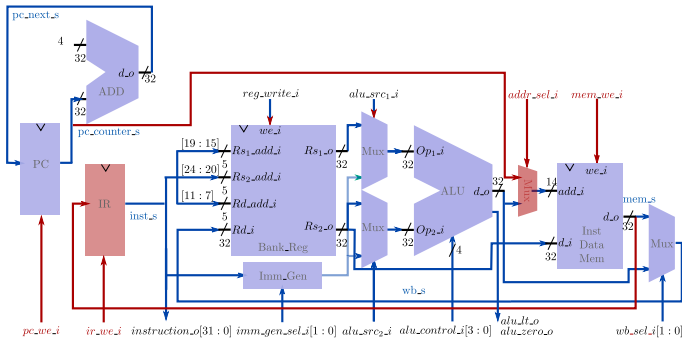 pc_next_s
4
32
ADD
d_o
32
32
pc_counter_s
PC
IR
inst_s
pc_we_i
ir_we_i
instruction_o[31 : 0]
reg_write_i
we_i
[19 : 15]
5
Rs1_add_i
[24 : 20]
5
Rs2_add_i
[11 : 7]
5
Rd_add_i
Rd_i
32
Rs1_o
32
Rs2_o
32
Bank_Reg
Imm_Gen
imm_gen_sel_i[1 : 0]
alu_src1_i
Mux
Mux
alu_src2_i
32
Op1_i
32
Op2_i
ALU
d_o
32
4
alu_control_i[3 : 0]
wb_s
alu_lt_o
alu_zero_o
addr_sel_i
Mux
mem_we_i
we_i
14
add_i
d_o
32
d_i
32
Inst
Data
Mem
mem_s
Mux
wb_sel_i[1 : 0]